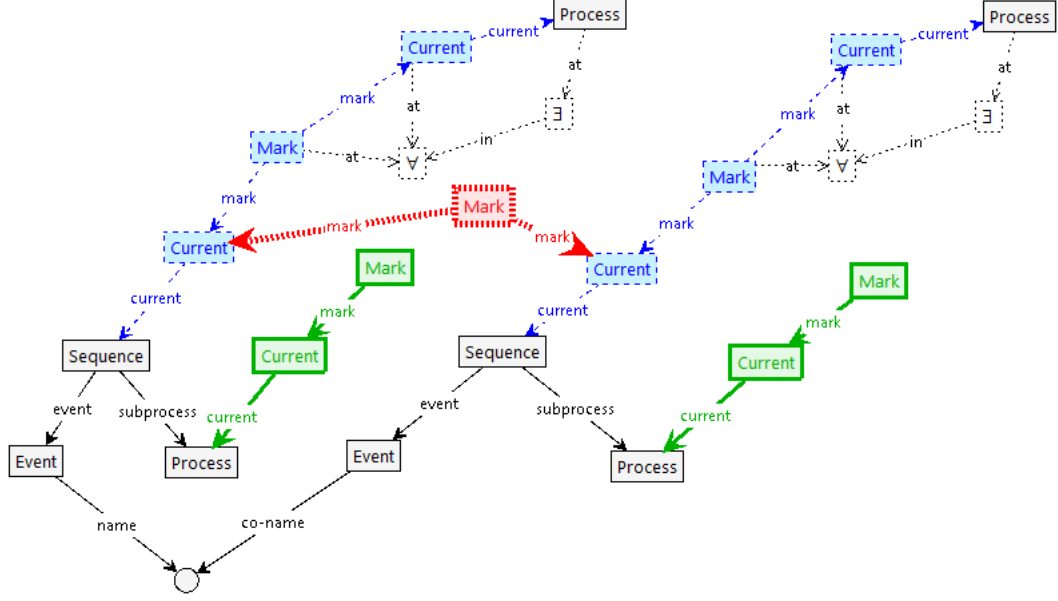 Process
Process
current
current
Current
Current
at
at
mark
at
mark
at
∃
∃
in
in
Mark
at
∀
Mark
at
∀
mark
Mark
mark
mark
mark
Current
Current
Mark
Mark
current
mark
current
mark
Sequence
Current
Sequence
Current
event
subprocess
current
event
subprocess
current
Event
Process
Event
Process
name
co-name